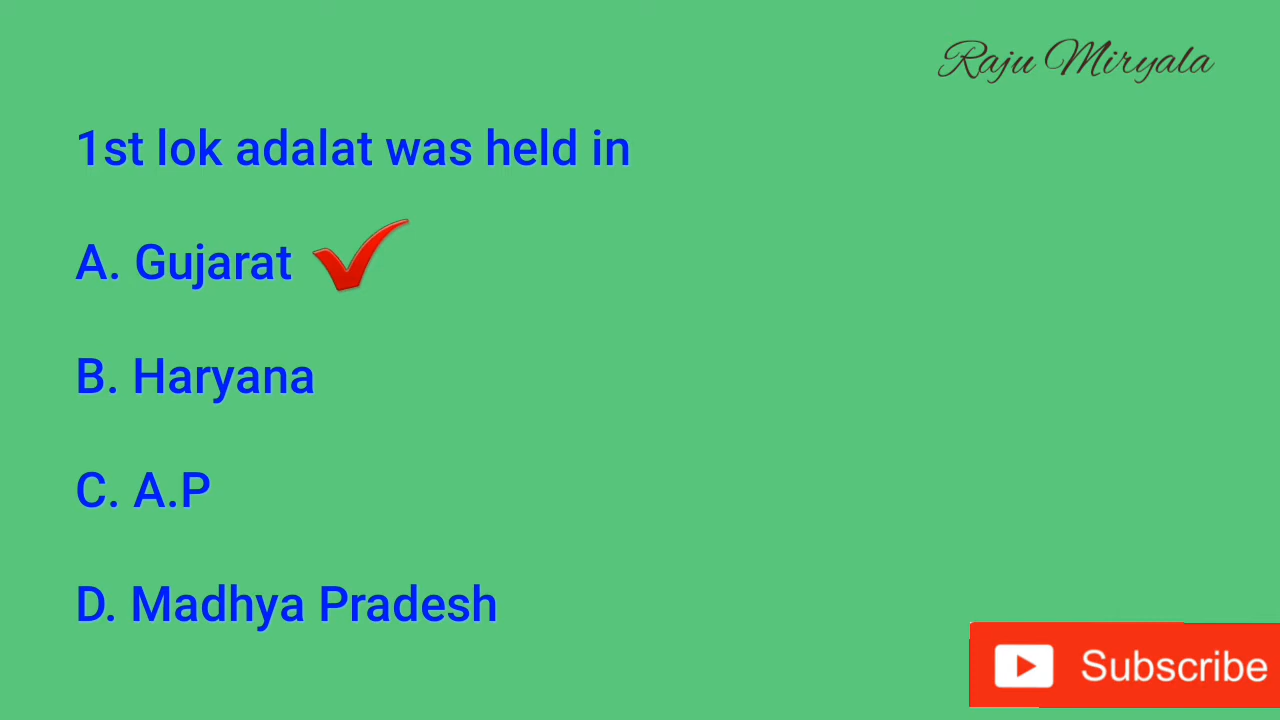 Raju Miryala
1st lok adalat was held in
A. Gujarat
B. Haryana
C. A.P
D. Madhya Pradesh
Subscribe